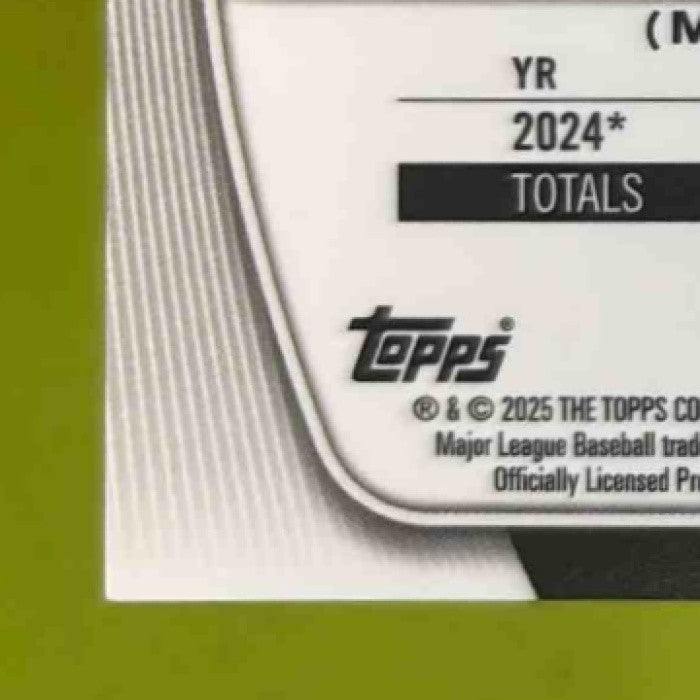 (M
YR
2024*
TOTALS
Topps®
® & © 2025 THE TOPPS CO
Major League Baseball trad
Officially Licensed Pr